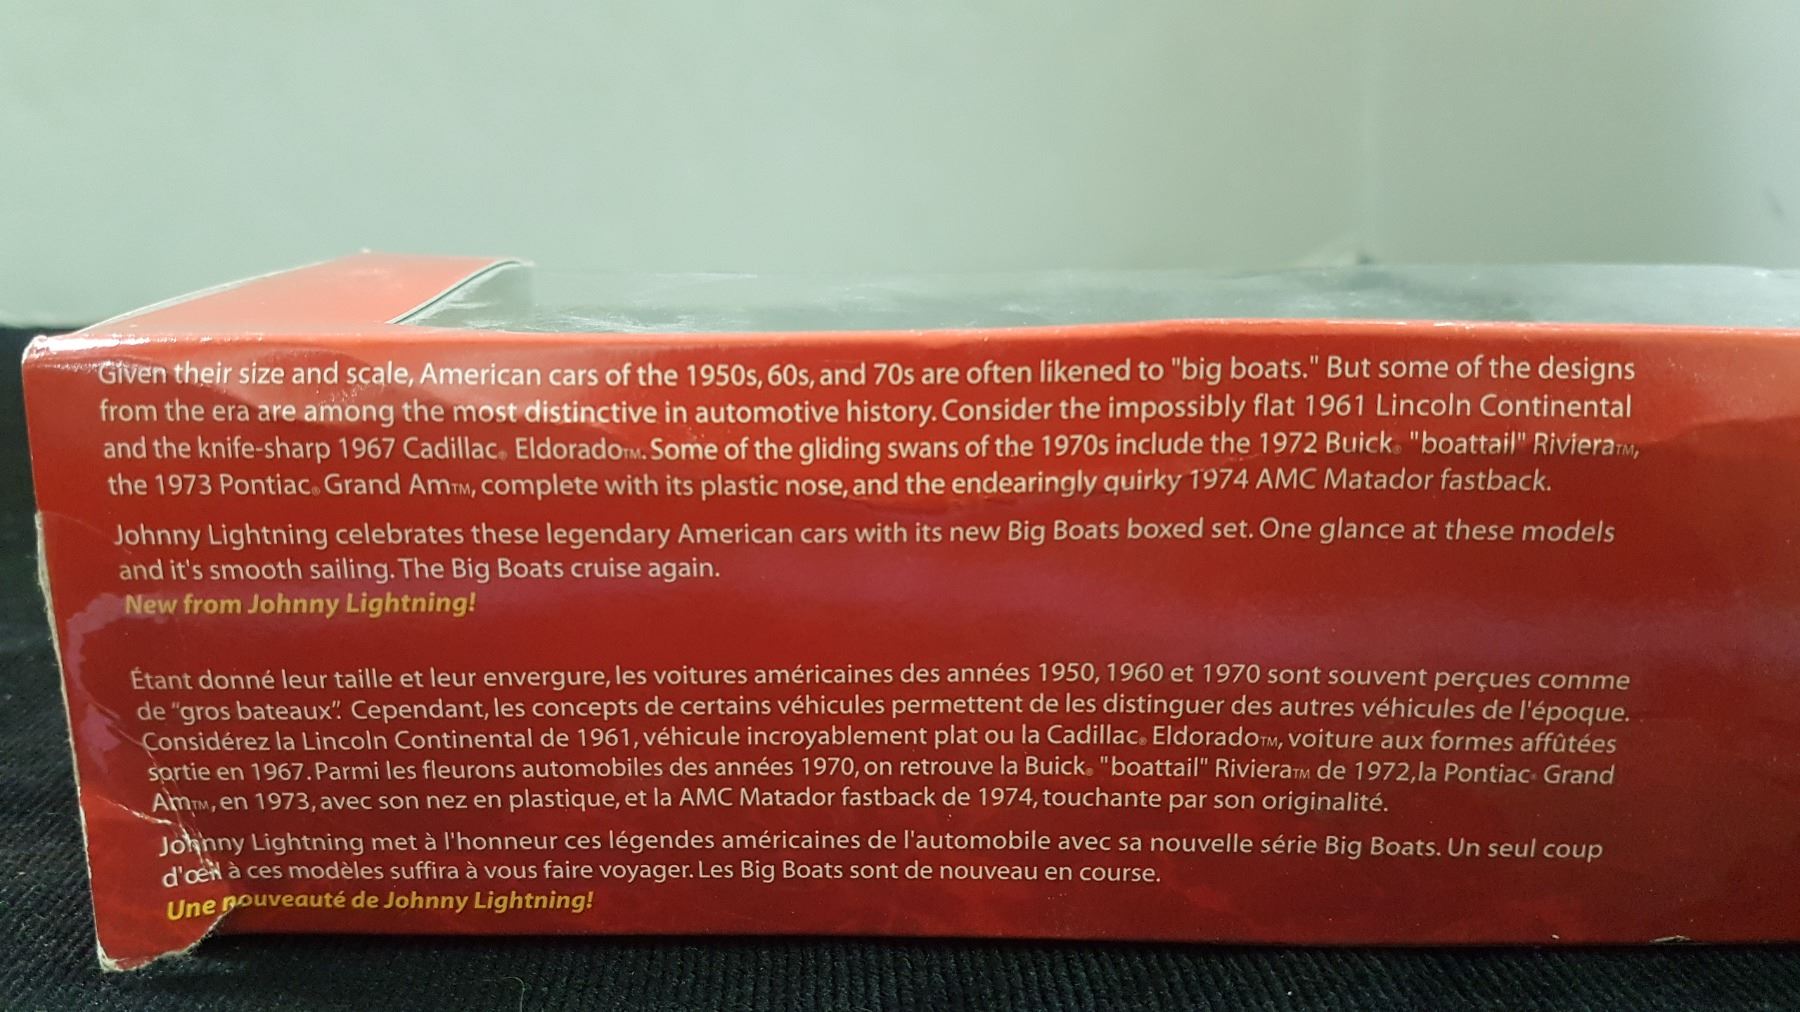 Given their size and scale, American cars of the 1950s, 60s, and 70s are often likened to "big boats." But some of the designs
from the era are among the most distinctive in automotive history. Consider the impossibly flat 1961 Lincoln Continental
and the knife-sharp 1967 Cadillac® Eldorado™. Some of the gliding swans of the 1970s include the 1972 Buick® "boattail" Riviera™,
the 1973 Pontiac® Grand Am™, complete with its plastic nose, and the endearingly quirky 1974 AMC Matador fastback.
Johnny Lightning celebrates these legendary American cars with its new Big Boats boxed set. One glance at these models
and it's smooth sailing. The Big Boats cruise again.
New from Johnny Lightning!
Étant donné leur taille et leur envergure, les voitures américaines des années 1950, 1960 et 1970 sont souvent perçues comme
de “gros bateaux”. Cependant, les concepts de certains véhicules permettent de les distinguer des autres véhicules de l'époque.
Considérez la Lincoln Continental de 1961, véhicule incroyablement plat ou la Cadillac® Eldorado™, voiture aux formes affûtées
sortie en 1967. Parmi les fleurons automobiles des années 1970, on retrouve la Buick® "boattail" Riviera™ de 1972, la Pontiac® Grand
Am™, en 1973, avec son nez en plastique, et la AMC Matador fastback de 1974, touchante par son originalité.
Johnny Lightning met à l'honneur ces légendes américaines de l'automobile avec sa nouvelle série Big Boats. Un seul coup
d'œil à ces modèles suffira à vous faire voyager. Les Big Boats sont de nouveau en course.
Une nouveauté de Johnny Lightning!